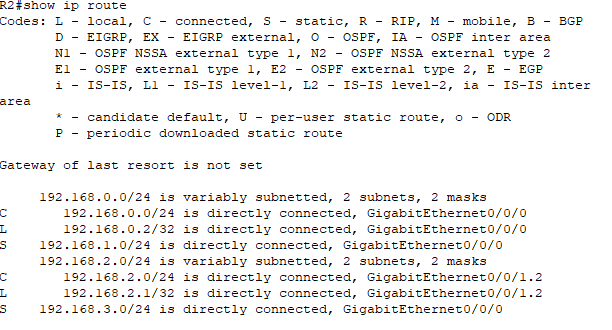 R2#show ip route
Codes: L - local, C - connected, S - static, R - RIP, M - mobile, B - BGP
D - EIGRP, EX - EIGRP external, O - OSPF, IA - OSPF inter area
N1 - OSPF NSSA external type 1, N2 - OSPF NSSA external type 2
E1 - OSPF external type 1, E2 - OSPF external type 2, E - EGP
i - IS-IS, L1 - IS-IS level-1, L2 - IS-IS level-2, ia - IS-IS inter
area
* - candidate default, U - per-user static route, o - ODR
P - periodic downloaded static route
Gateway of last resort is not set
192.168.0.0/24 is variably subnetted, 2 subnets, 2 masks
C 192.168.0.0/24 is directly connected, GigabitEthernet0/0/0
L 192.168.0.2/32 is directly connected, GigabitEthernet0/0/0
S 192.168.1.0/24 is directly connected, GigabitEthernet0/0/0
192.168.2.0/24 is variably subnetted, 2 subnets, 2 masks
C 192.168.2.0/24 is directly connected, GigabitEthernet0/0/1.2
L 192.168.2.1/32 is directly connected, GigabitEthernet0/0/1.2
S 192.168.3.0/24 is directly connected, GigabitEthernet0/0/0